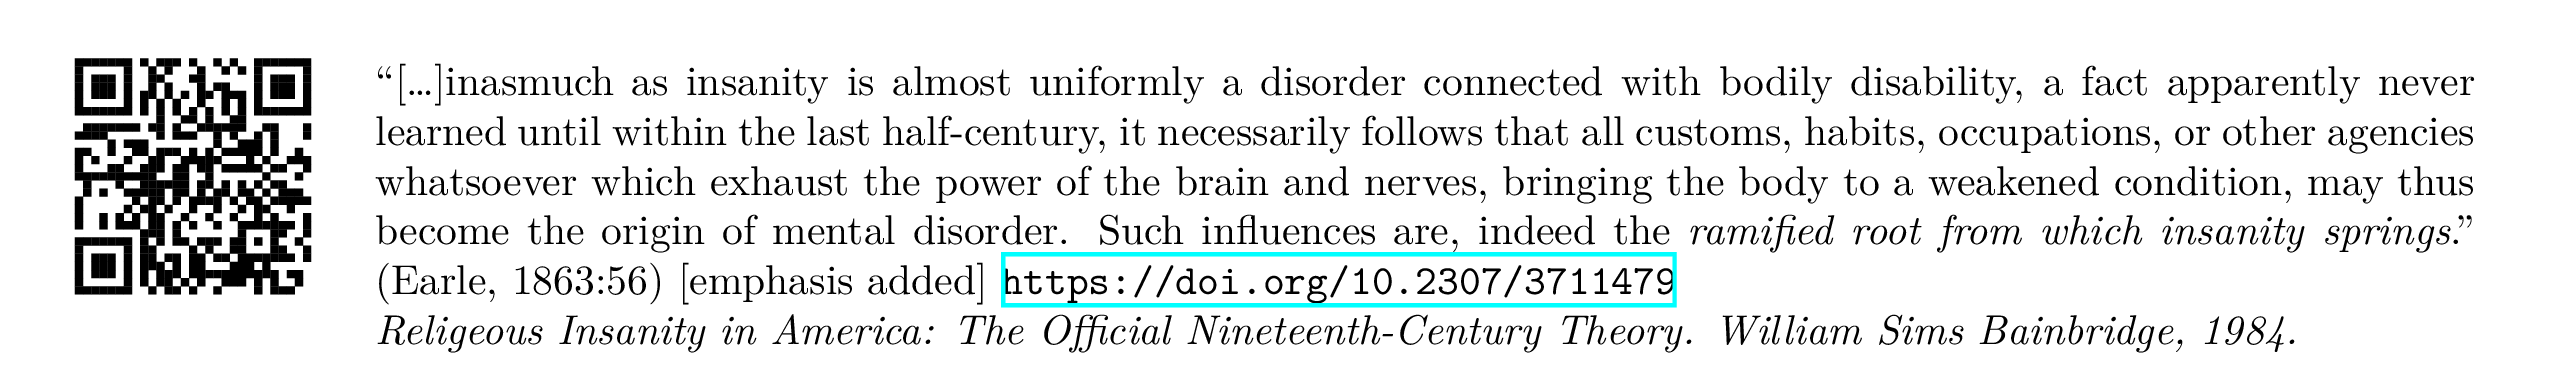 “[…]inasmuch as insanity is almost uniformly a disorder connected with bodily disability, a fact apparently never
learned until within the last half-century, it necessarily follows that all customs, habits, occupations, or other agencies
whatsoever which exhaust the power of the brain and nerves, bringing the body to a weakened condition, may thus
become the origin of mental disorder. Such influences are, indeed the ramified root from which insanity springs.”
(Earle, 1863:56) [emphasis added] https://doi.org/10.2307/3711479
Religeous Insanity in America: The Official Nineteenth-Century Theory. William Sims Bainbridge, 1984.